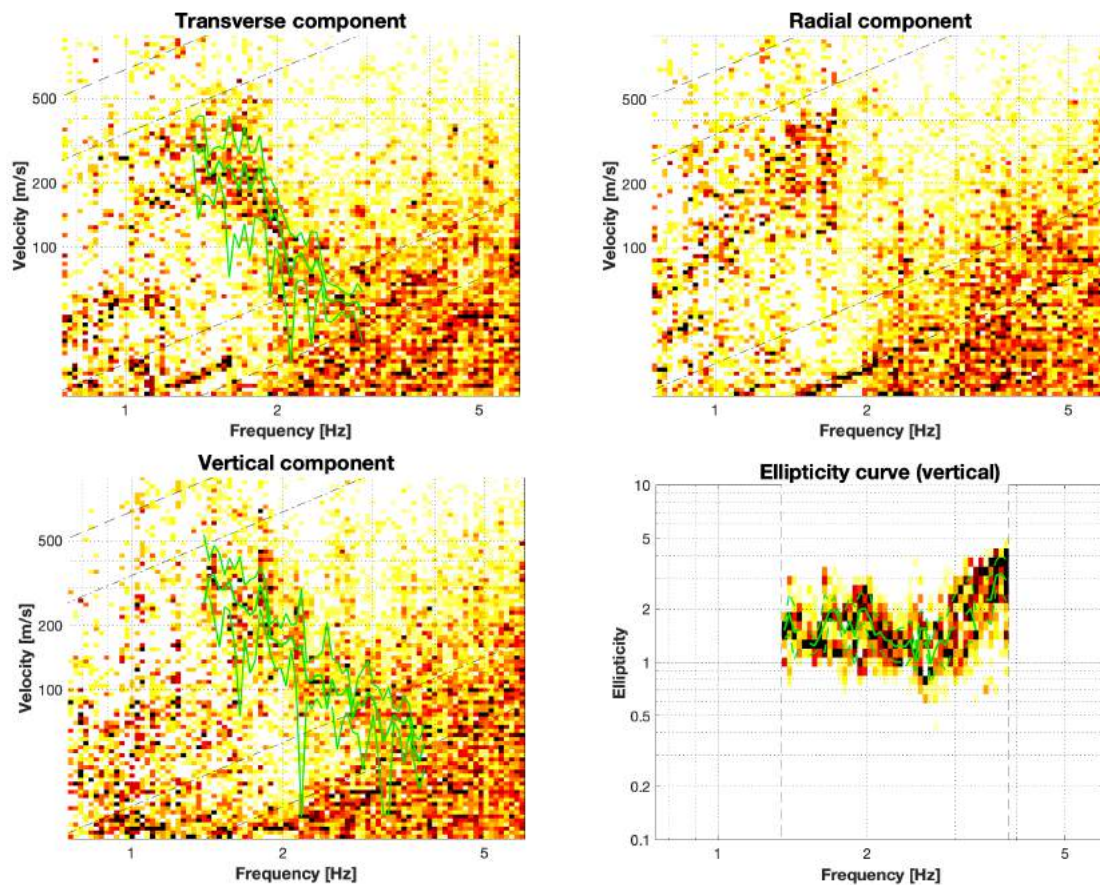 Transverse component
500
200
100
Velocity [m/s]
1
2
5
Frequency [Hz]
Radial component
500
200
100
Velocity [m/s]
1
2
5
Frequency [Hz]
Vertical component
500
200
100
Velocity [m/s]
1
2
5
Frequency [Hz]
Ellipticity curve (vertical)
10
5
2
1
0.5
0.2
0.1
Ellipticity
1
2
5
Frequency [Hz]